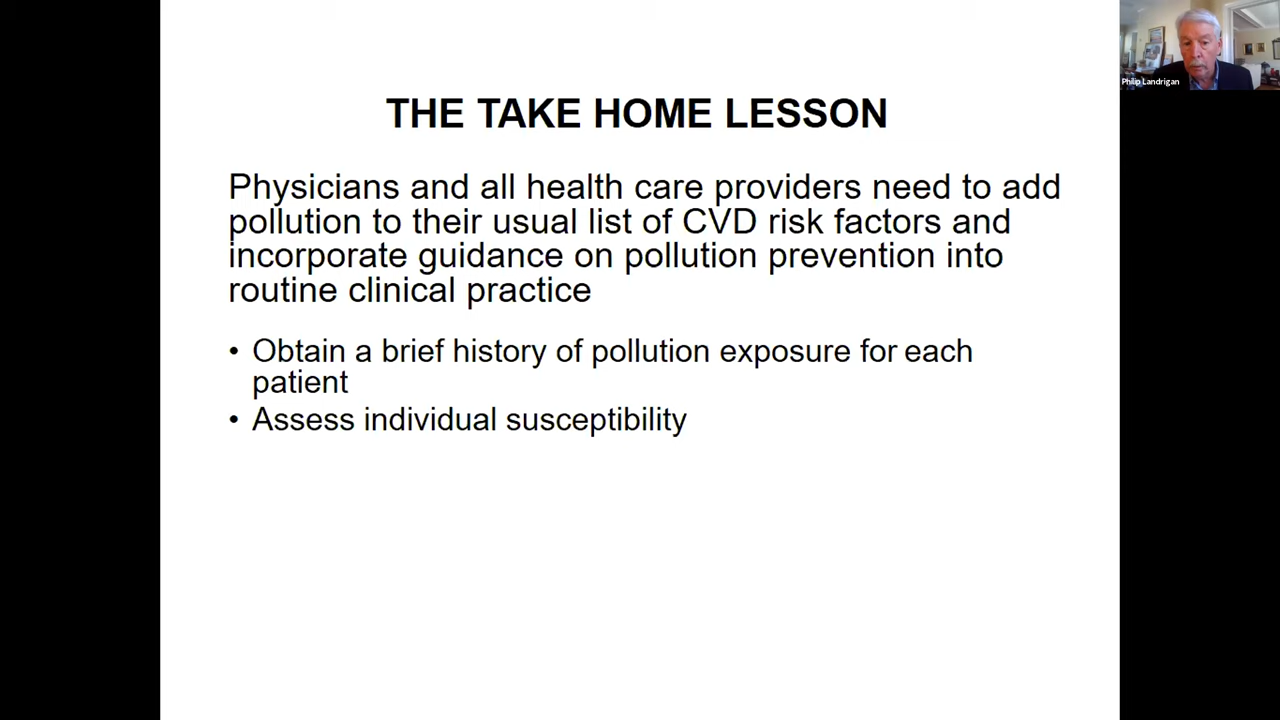 Philip Landrigan
THE TAKE HOME LESSON
Physicians and all health care providers need to add
pollution to their usual list of CVD risk factors and
incorporate guidance on pollution prevention into
routine clinical practice
• Obtain a brief history of pollution exposure for each
patient
• Assess individual susceptibility